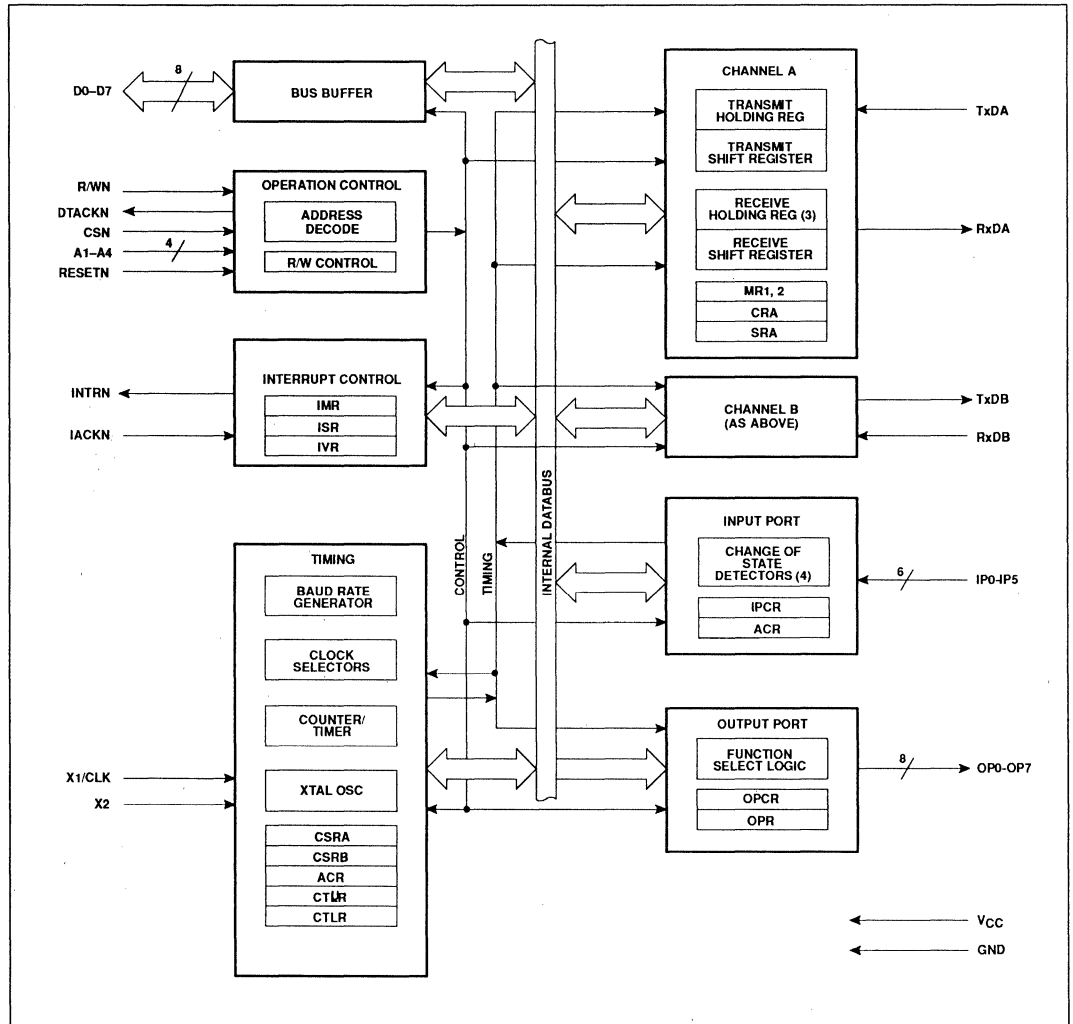 D0–D7
8
BUS BUFFER
R/WN
DTACKN
CSN
A1–A4
4
RESETN
OPERATION CONTROL
ADDRESS
DECODE
R/W CONTROL
INTRN
IACKN
INTERRUPT CONTROL
IMR
ISR
IVR
TIMING
BAUD RATE
GENERATOR
CLOCK
SELECTORS
COUNTER/
TIMER
X1/CLK
X2
XTAL OSC
CSRA
CSRB
ACR
CTUR
CTLR
CONTROL
TIMING
INTERNAL DATABUS
CHANNEL A
TRANSMIT
HOLDING REG
TRANSMIT
SHIFT REGISTER
RECEIVE
HOLDING REG (3)
RECEIVE
SHIFT REGISTER
MR1, 2
CRA
SRA
TxDA
RxDA
CHANNEL B
(AS ABOVE)
TxDB
RxDB
INPUT PORT
CHANGE OF
STATE
DETECTORS (4)
IPCR
ACR
6
IP0-IP5
OUTPUT PORT
FUNCTION
SELECT LOGIC
OPCR
OPR
8
OP0-OP7
VCC
GND